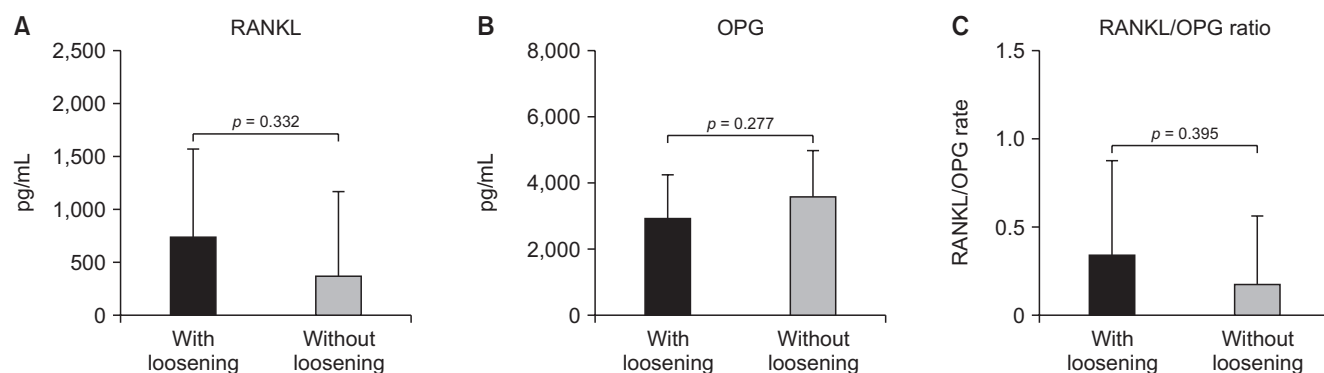 A
RANKL
2,500
2,000
1,500
1,000
500
0
pg/mL
p = 0.332
With
loosening
Without
loosening
B
OPG
8,000
6,000
4,000
2,000
0
pg/mL
p = 0.277
With
loosening
Without
loosening
C
RANKL/OPG ratio
1.5
1.0
0.5
0
RANKL/OPG rate
p = 0.395
With
loosening
Without
loosening